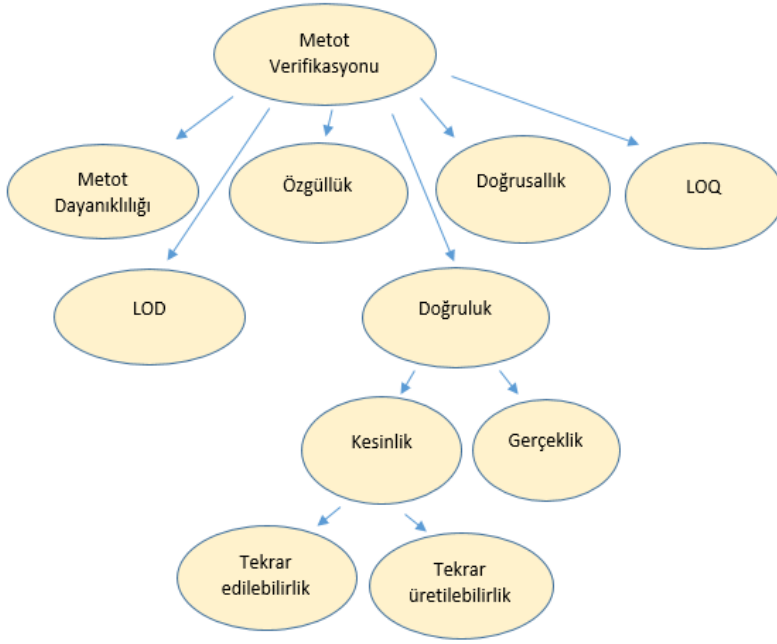 Metot
Verifikasyonu
Metot
Dayanıklılığı
Özgüllük
Doğrusallık
LOQ
LOD
Doğruluk
Kesinlik
Gerçeklik
Tekrar
edilebilirlik
Tekrar
üretilebilirlik